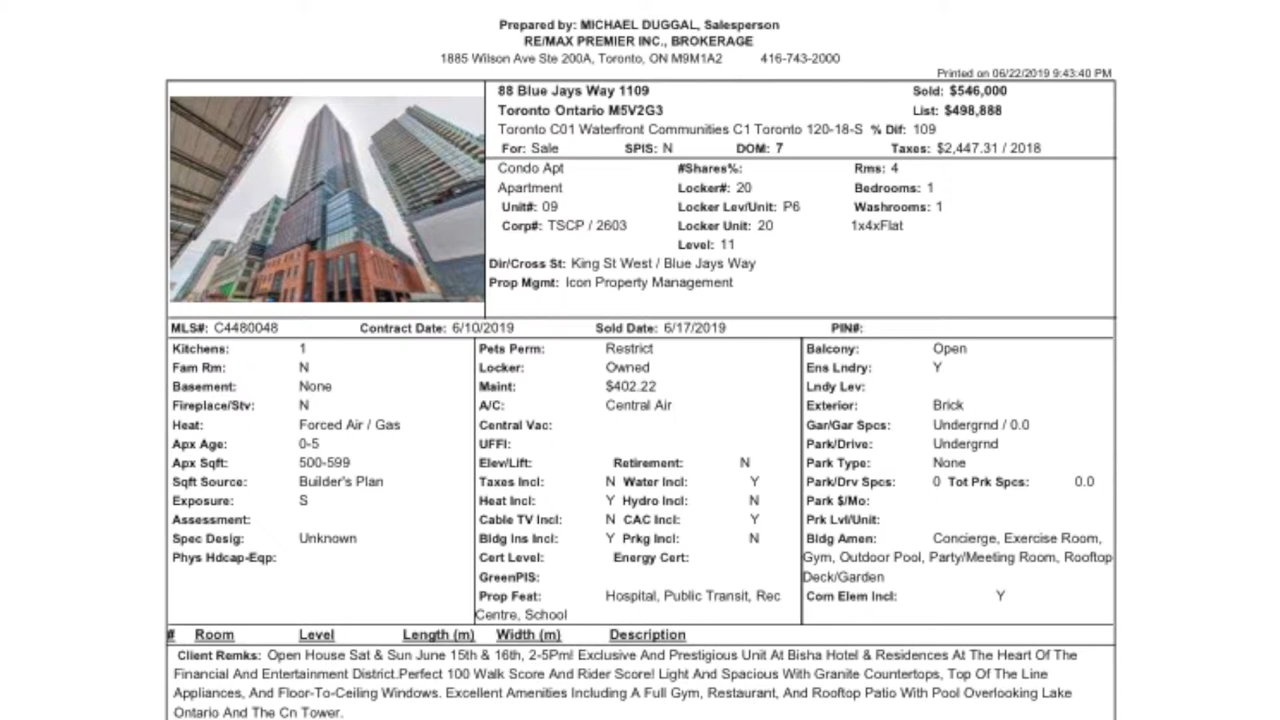 Prepared by: MICHAEL DUGGAL, Salesperson
RE/MAX PREMIER INC., BROKERAGE
1885 Wilson Ave Ste 200A, Toronto, ON M9M1A2 416-743-2000
Printed on 06/22/2019 9:43:40 PM
88 Blue Jays Way 1109 Sold: $546,000
Toronto Ontario M5V2G3 List: $498,888
Toronto C01 Waterfront Communities C1 Toronto 120-18-S % Dif: 109
For: Sale SPIS: N DOM: 7 Taxes: $2,447.31 / 2018
Condo Apt #Shares%: Rms: 4
Apartment Locker#: 20 Bedrooms: 1
Unit#: 09 Locker Lev/Unit: P6 Washrooms: 1
Corp#: TSCP / 2603 Locker Unit: 20 1x4xFlat
Level: 11
Dir/Cross St: King St West / Blue Jays Way
Prop Mgmt: Icon Property Management
MLS#: C4480048 Contract Date: 6/10/2019 Sold Date: 6/17/2019 PIN#:
Kitchens: 1 Pets Perm: Restrict Balcony: Open
Fam Rm: N Locker: Owned Ens Lndry: Y
Basement: None Maint: $402.22 Lndy Lev:
Fireplace/Stv: N A/C: Central Air Exterior: Brick
Heat: Forced Air / Gas Central Vac: Gar/Gar Spcs: Undergrnd / 0.0
Apx Age: 0-5 UFFI: Park/Drive: Undergrnd
Apx Sqft: 500-599 Elev/Lift: Retirement: N Park Type: None
Sqft Source: Builder's Plan Taxes Incl: N Water Incl: Y Park/Drv Spcs: 0 Tot Prk Spcs: 0.0
Exposure: S Heat Incl: Y Hydro Incl: N Park $/Mo:
Assessment: Cable TV Incl: N CAC Incl: Y Prk Lvl/Unit:
Spec Desig: Unknown Bldg Ins Incl: Y Prkg Incl: N Bldg Amen: Concierge, Exercise Room,
Phys Hdcap-Eqp: Cert Level: Energy Cert: Gym, Outdoor Pool, Party/Meeting Room, Rooftop
GreenPIS: Deck/Garden
Prop Feat: Hospital, Public Transit, Rec Com Elem Incl: Y
Centre, School
# Room Level Length (m) Width (m) Description
Client Remks: Open House Sat & Sun June 15th & 16th, 2-5Pm! Exclusive And Prestigious Unit At Bisha Hotel & Residences At The Heart Of The
Financial And Entertainment District.Perfect 100 Walk Score And Rider Score! Light And Spacious With Granite Countertops, Top Of The Line
Appliances, And Floor-To-Ceiling Windows. Excellent Amenities Including A Full Gym, Restaurant, And Rooftop Patio With Pool Overlooking Lake
Ontario And The Cn Tower.